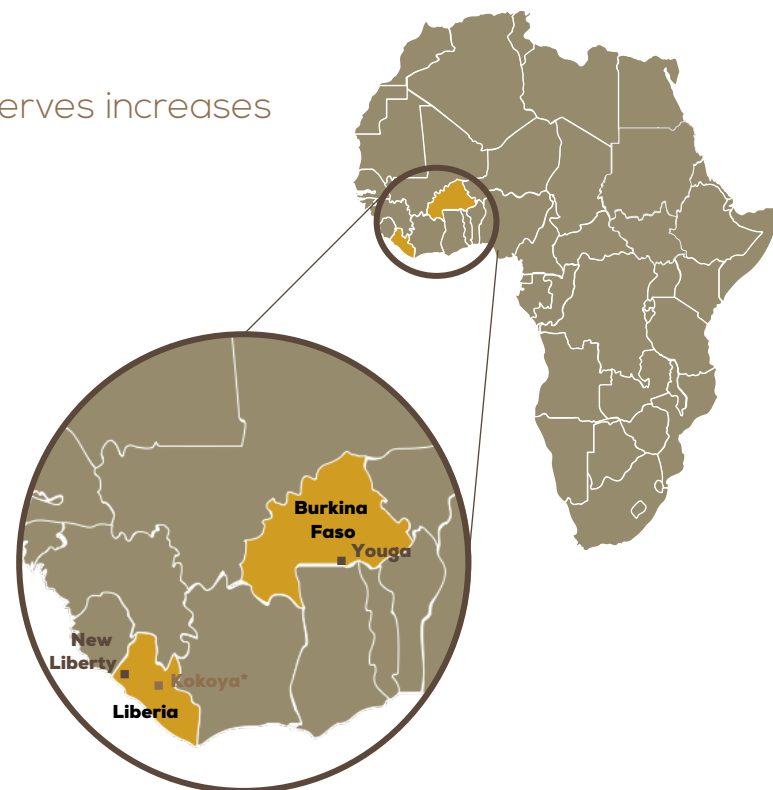 erves increases
Burkina
Faso
Youga
New
Liberty
Kokoya*
Liberia